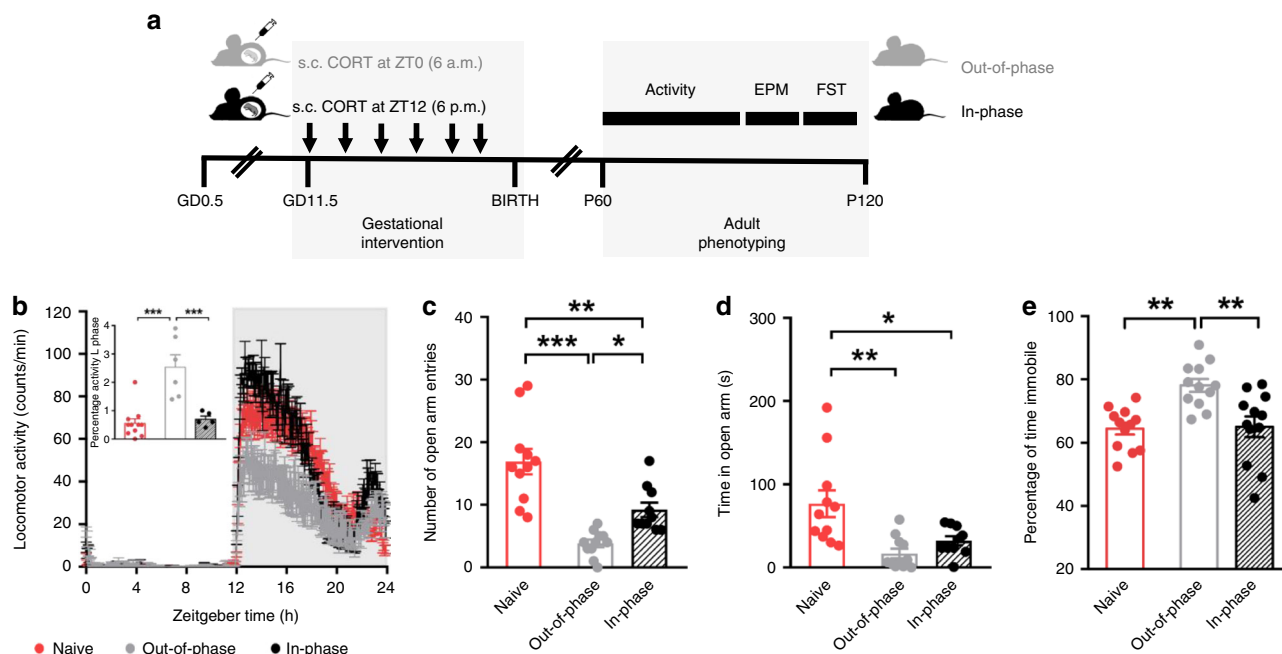 a
s.c. CORT at ZT0 (6 a.m.)
s.c. CORT at ZT12 (6 p.m.)
Activity
EPM
FST
Out-of-phase
In-phase
GD0.5
GD11.5
BIRTH
P60
P120
Gestational
intervention
Adult
phenotyping
b
Locomotor activity (counts/min)
120
100
80
60
40
20
0
0
4
8
12
16
20
24
Zeitgeber time (h)
Percentage activity L phase
4
3
2
1
0
***
***
Naive
Out-of-phase
In-phase
c
Number of open arm entries
40
30
20
10
0
**
***
*
Naive
Out-of-phase
In-phase
d
Time in open arm (s)
300
200
100
0
*
**
Naive
Out-of-phase
In-phase
e
Percentage of time immobile
100
80
60
40
20
**
**
Naive
Out-of-phase
In-phase